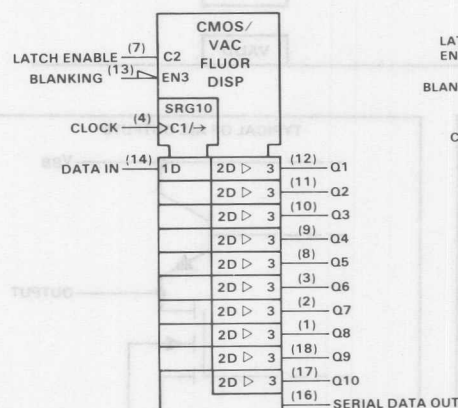 CMOS/
VAC
FLUOR
DISP
LATCH ENABLE (7) C2
BLANKING (13) EN3
SRG10
CLOCK (4) C1/→
DATA IN (14) 1D 2D ▷ 3 (12) Q1
2D ▷ 3 (11) Q2
2D ▷ 3 (10) Q3
2D ▷ 3 (9) Q4
2D ▷ 3 (8) Q5
2D ▷ 3 (3) Q6
2D ▷ 3 (2) Q7
2D ▷ 3 (1) Q8
2D ▷ 3 (18) Q9
2D ▷ 3 (17) Q10
(16) SERIAL DATA OUT
LAT
EN
BLAN
C
OUTPUT